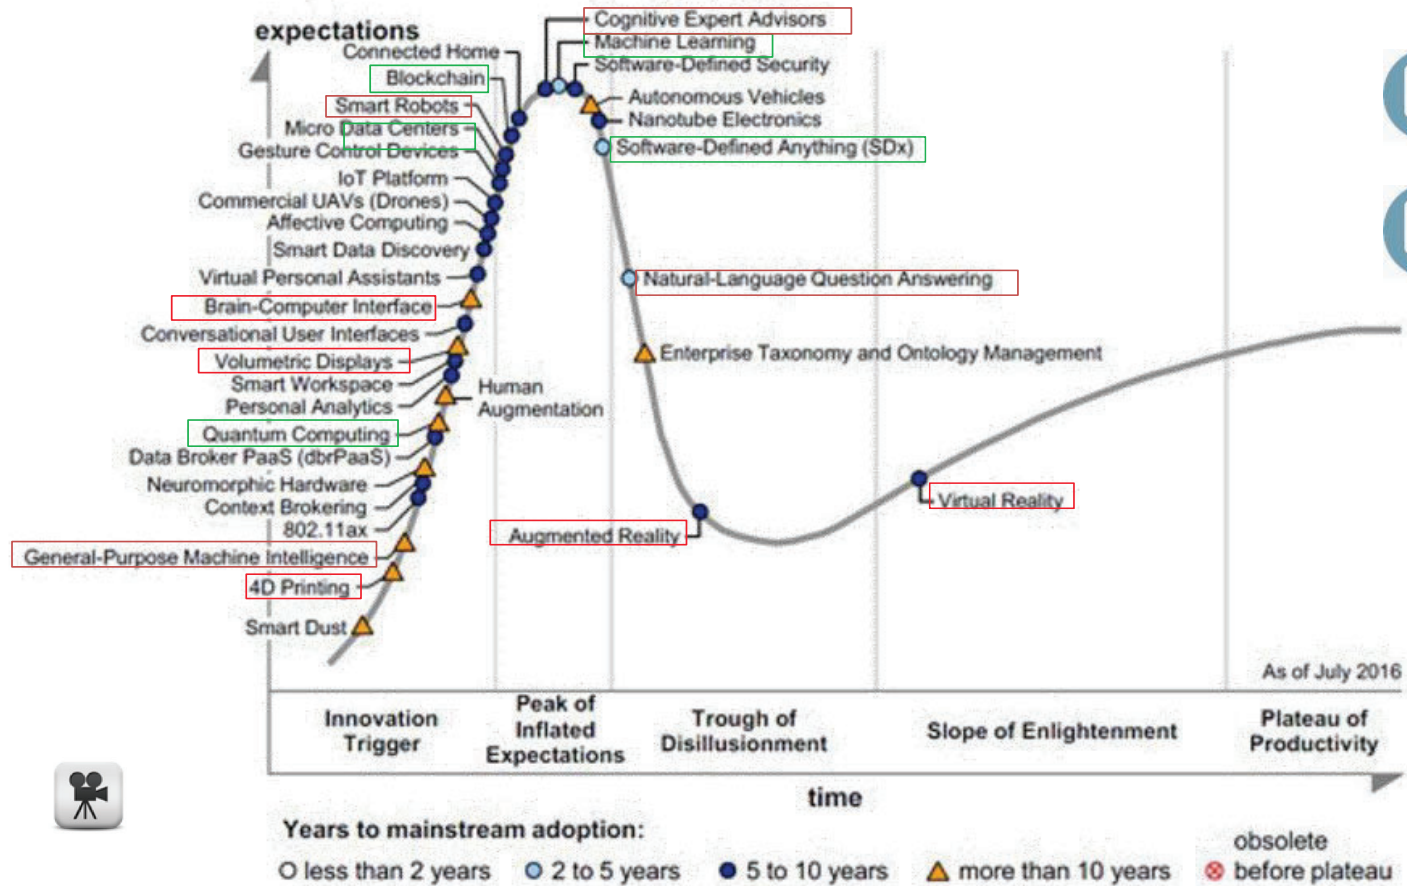 expectations
Cognitive Expert Advisors
Machine Learning
Connected Home
Software-Defined Security
Blockchain
Autonomous Vehicles
Smart Robots
Nanotube Electronics
Micro Data Centers
Software-Defined Anything (SDx)
Gesture Control Devices
IoT Platform
Commercial UAVs (Drones)
Affective Computing
Smart Data Discovery
Virtual Personal Assistants
Natural-Language Question Answering
Brain-Computer Interface
Conversational User Interfaces
Volumetric Displays
Enterprise Taxonomy and Ontology Management
Smart Workspace
Human
Augmentation
Personal Analytics
Quantum Computing
Data Broker PaaS (dbrPaaS)
Neuromorphic Hardware
Context Brokering
Virtual Reality
802.11ax
Augmented Reality
General-Purpose Machine Intelligence
4D Printing
Smart Dust
As of July 2016
Innovation
Trigger
Peak of
Inflated
Expectations
Trough of
Disillusionment
Slope of Enlightenment
Plateau of
Productivity
time
Years to mainstream adoption:
less than 2 years
2 to 5 years
5 to 10 years
more than 10 years
obsolete
before plateau